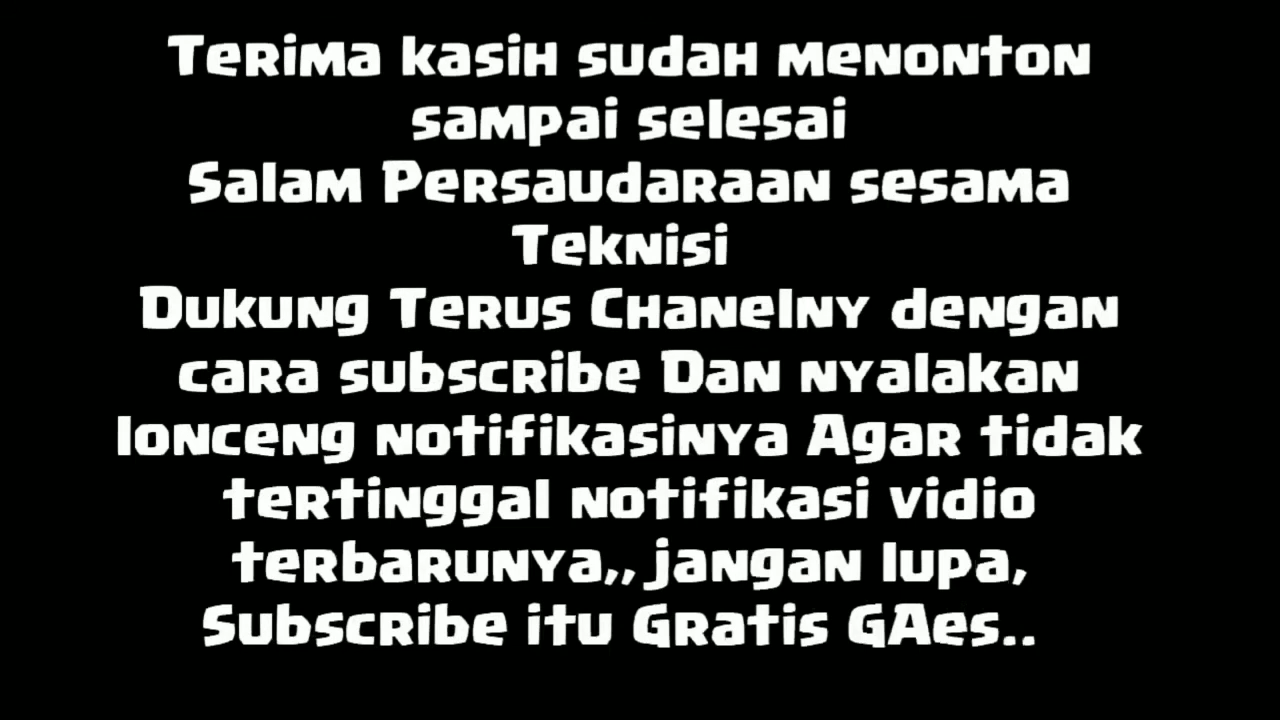 Terima kasih sudah menonton
sampai selesai
Salam Persaudaraan sesama
Teknisi
Dukung Terus Chanelny dengan
cara subscribe Dan nyalakan
lonceng notifikasinya Agar tidak
tertinggal notifikasi vidio
terbarunya,, jangan lupa,
Subscribe itu Gratis GAes..